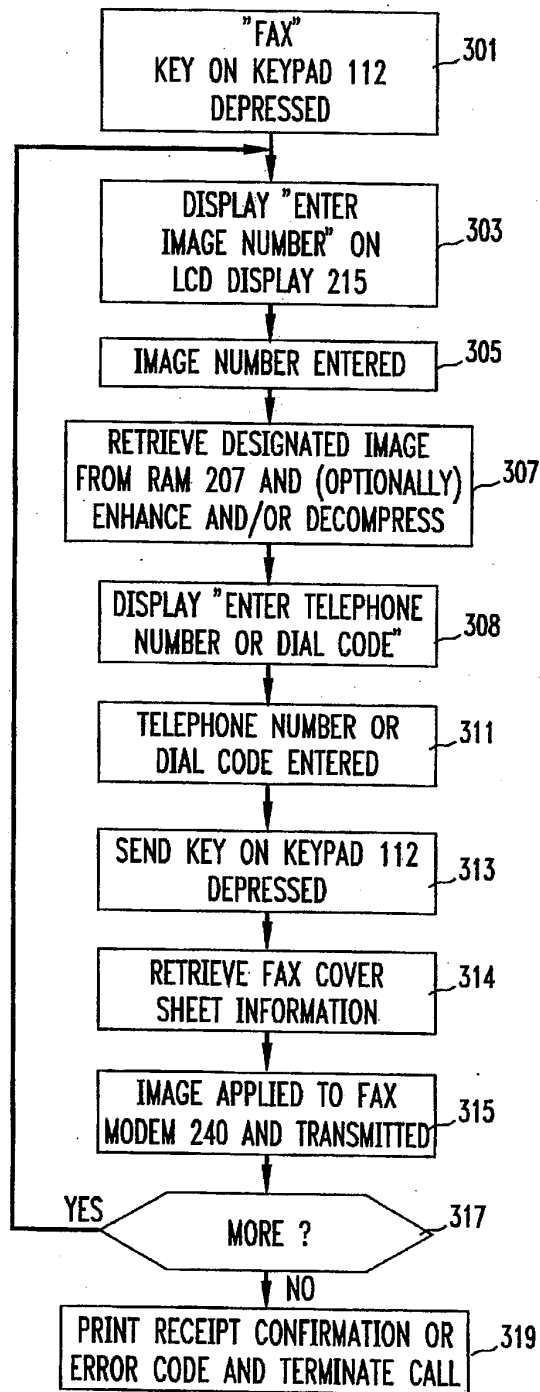 "FAX"
KEY ON KEYPAD 112
DEPRESSED
301
DISPLAY "ENTER
IMAGE NUMBER" ON
LCD DISPLAY 215
303
IMAGE NUMBER ENTERED
305
RETRIEVE DESIGNATED IMAGE
FROM RAM 207 AND (OPTIONALLY)
ENHANCE AND/OR DECOMPRESS
307
DISPLAY "ENTER TELEPHONE
NUMBER OR DIAL CODE"
308
TELEPHONE NUMBER OR
DIAL CODE ENTERED
311
SEND KEY ON KEYPAD 112
DEPRESSED
313
RETRIEVE FAX COVER
SHEET INFORMATION
314
IMAGE APPLIED TO FAX
MODEM 240 AND TRANSMITTED
315
YES
MORE ?
317
NO
PRINT RECEIPT CONFIRMATION OR
ERROR CODE AND TERMINATE CALL
319